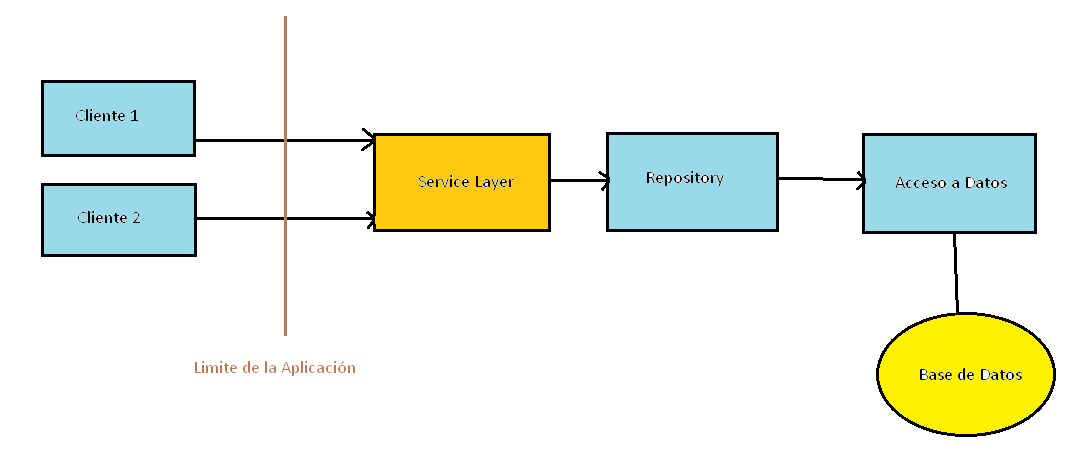 Cliente 1
Cliente 2
Service Layer
Repository
Acceso a Datos
Limite de la Aplicación
Base de Datos